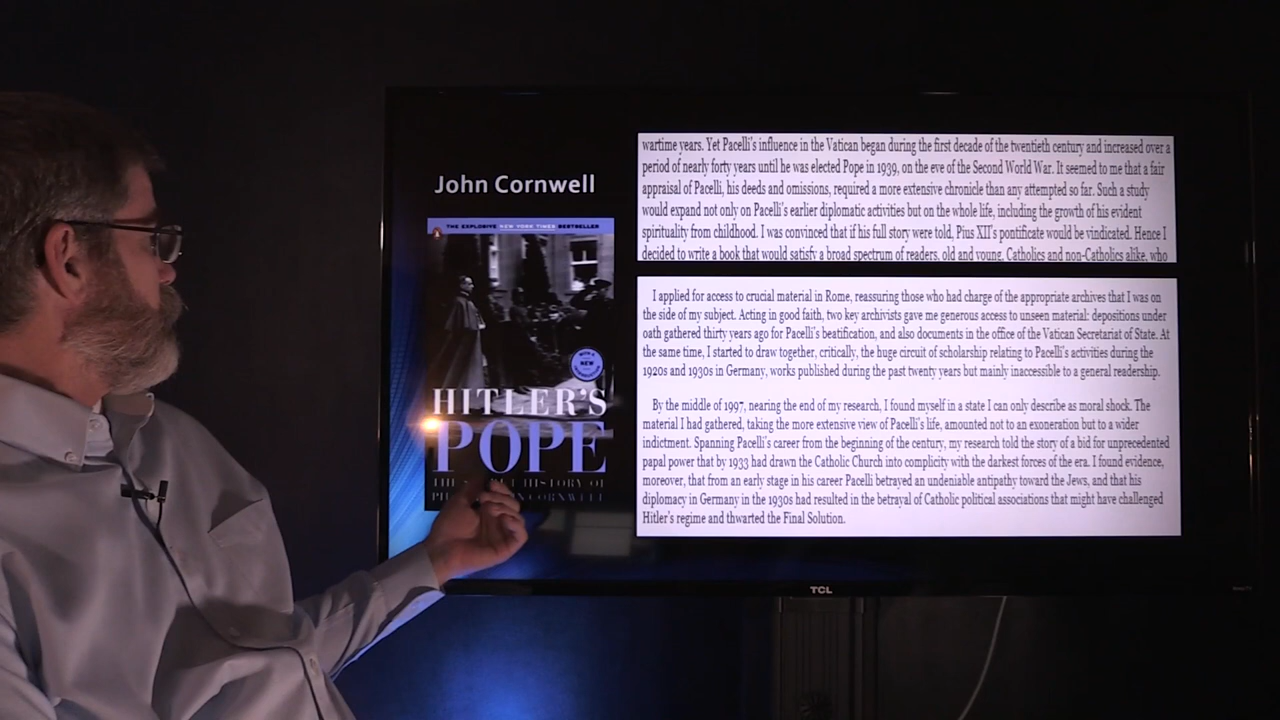 John Cornwell
THE EXPLOSIVE NEW YORK TIMES BESTSELLER
WITH A
NEW
HITLER'S
POPE
THE HISTORY OF
CORNWELL
wartime years. Yet Pacelli's influence in the Vatican began during the first decade of the twentieth century and increased over a
period of nearly forty years until he was elected Pope in 1939, on the eve of the Second World War. It seemed to me that a fair
appraisal of Pacelli, his deeds and omissions, required a more extensive chronicle than any attempted so far. Such a study
would expand not only on Pacelli's earlier diplomatic activities but on the whole life, including the growth of his evident
spirituality from childhood. I was convinced that if his full story were told, Pius XII's pontificate would be vindicated. Hence I
decided to write a book that would satisfy a broad spectrum of readers, old and young, Catholics and non-Catholics alike, who
I applied for access to crucial material in Rome, reassuring those who had charge of the appropriate archives that I was on
the side of my subject. Acting in good faith, two key archivists gave me generous access to unseen material: depositions under
oath gathered thirty years ago for Pacelli's beatification, and also documents in the office of the Vatican Secretariat of State. At
the same time, I started to draw together, critically, the huge circuit of scholarship relating to Pacelli's activities during the
1920s and 1930s in Germany, works published during the past twenty years but mainly inaccessible to a general readership.
By the middle of 1997, nearing the end of my research, I found myself in a state I can only describe as moral shock. The
material I had gathered, taking the more extensive view of Pacelli's life, amounted not to an exoneration but to a wider
indictment. Spanning Pacelli's career from the beginning of the century, my research told the story of a bid for unprecedented
papal power that by 1933 had drawn the Catholic Church into complicity with the darkest forces of the era. I found evidence,
moreover, that from an early stage in his career Pacelli betrayed an undeniable antipathy toward the Jews, and that his
diplomacy in Germany in the 1930s had resulted in the betrayal of Catholic political associations that might have challenged
Hitler's regime and thwarted the Final Solution.
TCL